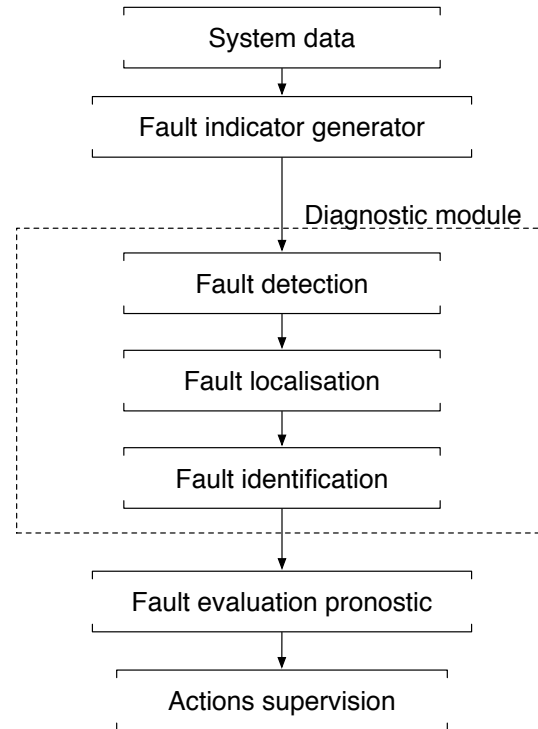 System data
Fault indicator generator
Diagnostic module
Fault detection
Fault localisation
Fault identification
Fault evaluation pronostic
Actions supervision